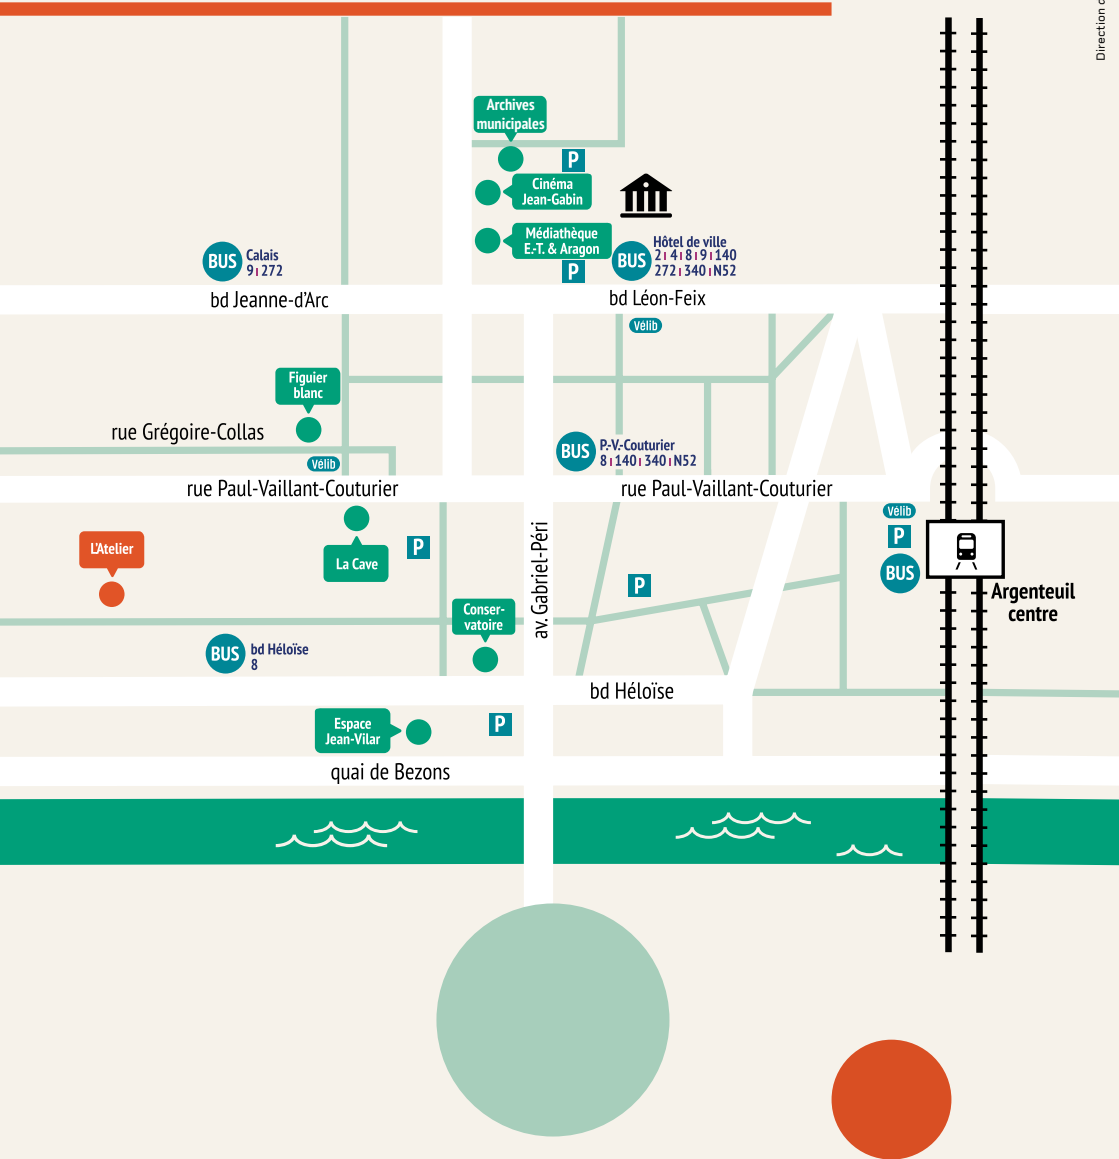 Direction
Archives
municipales
P
Cinéma
Jean-Gabin
Médiathèque
E.-T. & Aragon
P
BUS
Calais
9 272
BUS
Hôtel de ville
2 4 8 9 140
272 340 N52
bd Jeanne-d'Arc
bd Léon-Feix
Vélib
Figuier
blanc
rue Grégoire-Collas
Vélib
BUS
P.-V.-Couturier
8 140 340 N52
rue Paul-Vaillant-Couturier
rue Paul-Vaillant-Couturier
L'Atelier
La Cave
P
av. Gabriel-Péri
P
Vélib
P
BUS
Argenteuil
centre
Conser-
vatoire
BUS
bd Héloïse
8
bd Héloïse
Espace
Jean-Vilar
P
quai de Bezons